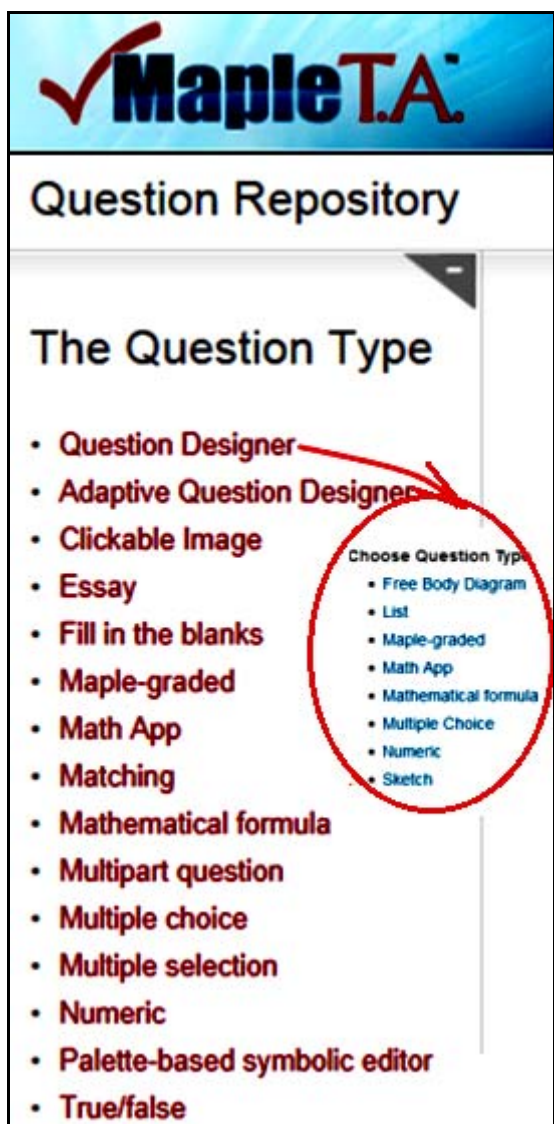 MapleT.A.™
Question Repository
The Question Type
• Question Designer
• Adaptive Question Designer
• Clickable Image
• Essay
• Fill in the blanks
• Maple-graded
• Math App
• Matching
• Mathematical formula
• Multipart question
• Multiple choice
• Multiple selection
• Numeric
• Palette-based symbolic editor
• True/false
Choose Question Type
• Free Body Diagram
• List
• Maple-graded
• Math App
• Mathematical formula
• Multiple Choice
• Numeric
• Sketch